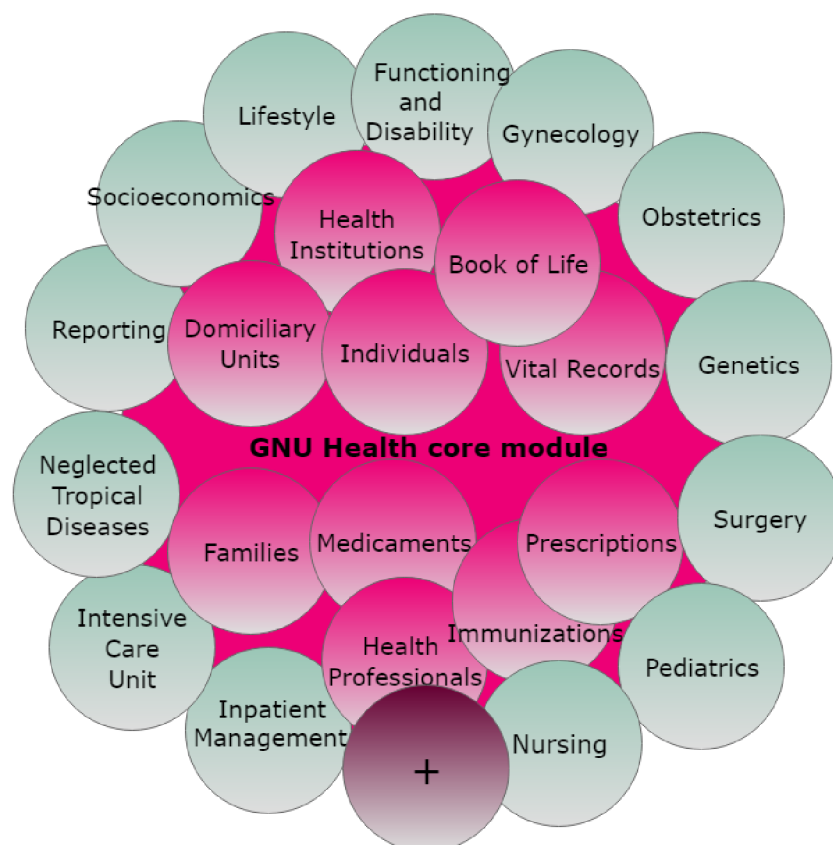 Functioning
and
Disability
Lifestyle
Gynecology
Socioeconomics
Obstetrics
Health
Institutions
Book of Life
Reporting
Domiciliary
Units
Individuals
Vital Records
Genetics
GNU Health core module
Neglected
Tropical
Diseases
Families
Medicaments
Prescriptions
Surgery
Intensive
Care
Unit
Health
Professionals
Immunizations
Pediatrics
Inpatient
Management
+
Nursing